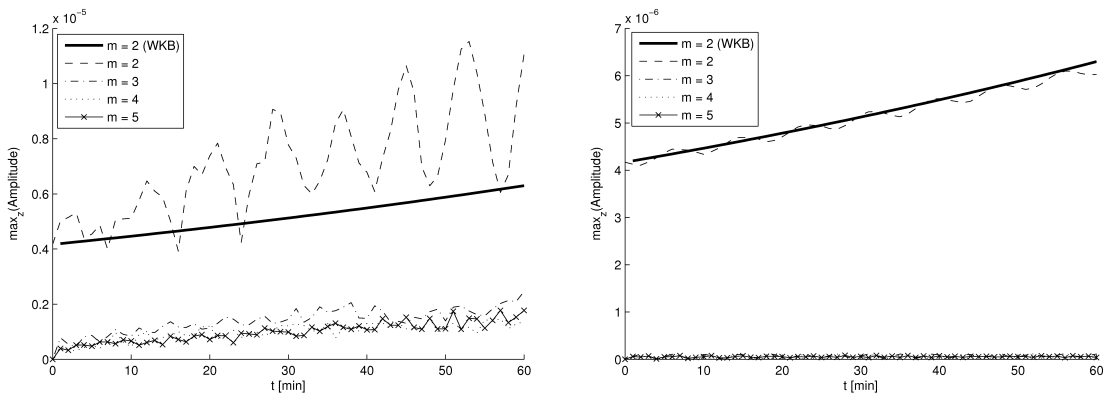 x 10⁻⁵
1.2
1
0.8
0.6
0.4
0.2
0
max_z(Amplitude)
m = 2 (WKB)
m = 2
m = 3
m = 4
m = 5
0 10 20 30 40 50 60
t [min]
x 10⁻⁶
7
6
5
4
3
2
1
0
max_z(Amplitude)
m = 2 (WKB)
m = 2
m = 3
m = 4
m = 5
0 10 20 30 40 50 60
t [min]